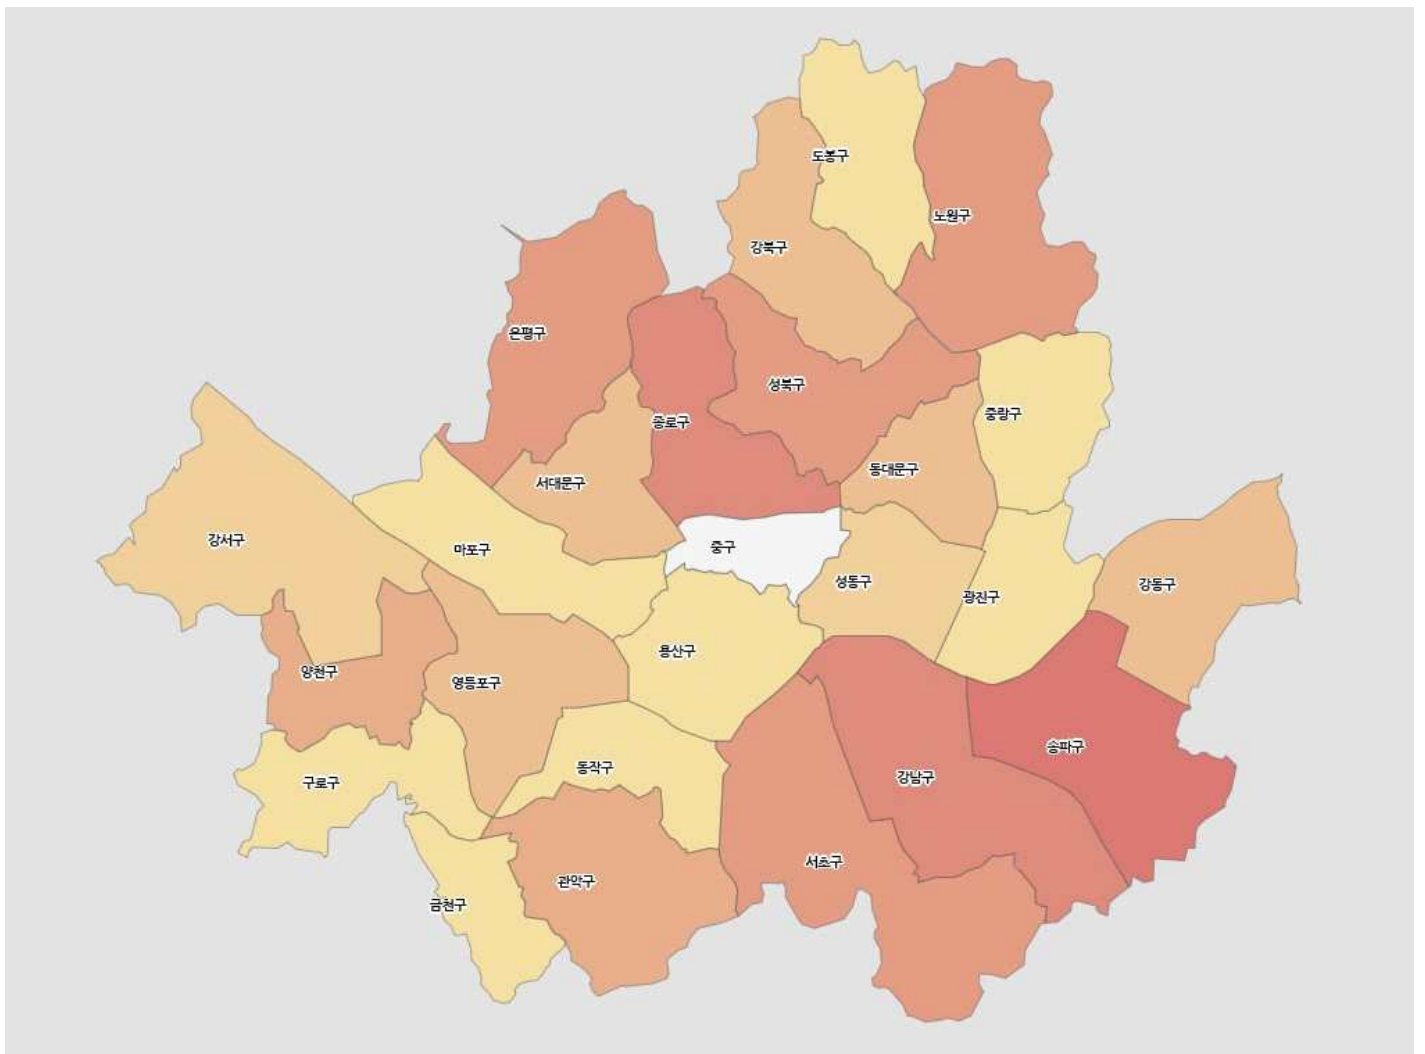 도봉구
노원구
강북구
은평구
성북구
종로구
중랑구
동대문구
서대문구
강서구
마포구
중구
성동구
강동구
광진구
용산구
양천구
영등포구
송파구
동작구
강남구
구로구
서초구
관악구
금천구